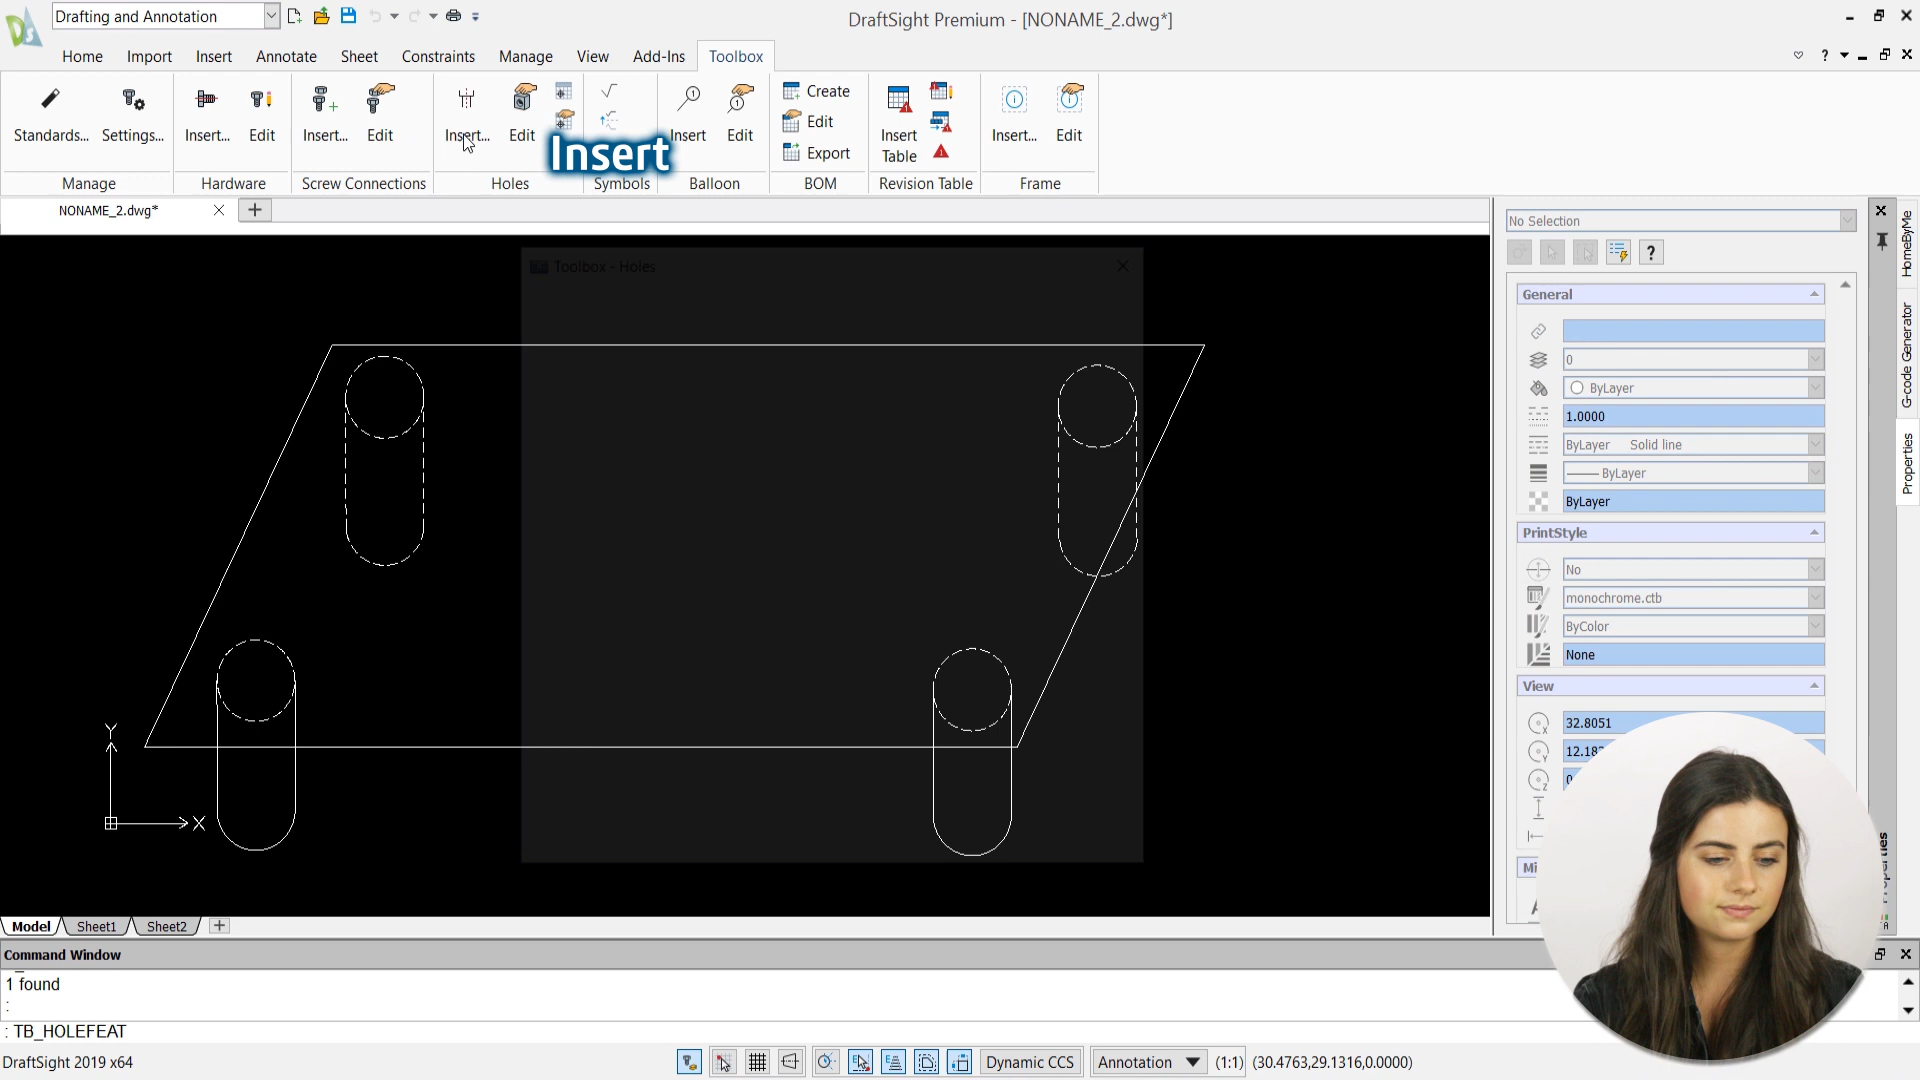 Drafting and Annotation
DraftSight Premium - [NONAME_2.dwg*]
Home Import Insert Annotate Sheet Constraints Manage View Add-Ins Toolbox
Standards... Settings... Insert... Edit Insert... Edit Insert... Edit Insert Edit
Create
Edit
Export
Insert
Table
Insert... Edit
Insert
Manage Hardware Screw Connections Holes Symbols Balloon BOM Revision Table Frame
NONAME_2.dwg*
Toolbox - Holes
No Selection
General
0
ByLayer
1.0000
ByLayer Solid line
ByLayer
ByLayer
PrintStyle
No
monochrome.ctb
ByColor
None
View
32.8051
HomeByMe
G-code Generator
Properties
Y
X
Model Sheet1 Sheet2
Command Window
1 found
:
: TB_HOLEFEAT
DraftSight 2019 x64
Dynamic CCS
Annotation
(1:1)
(30.4763,29.1316,0.0000)